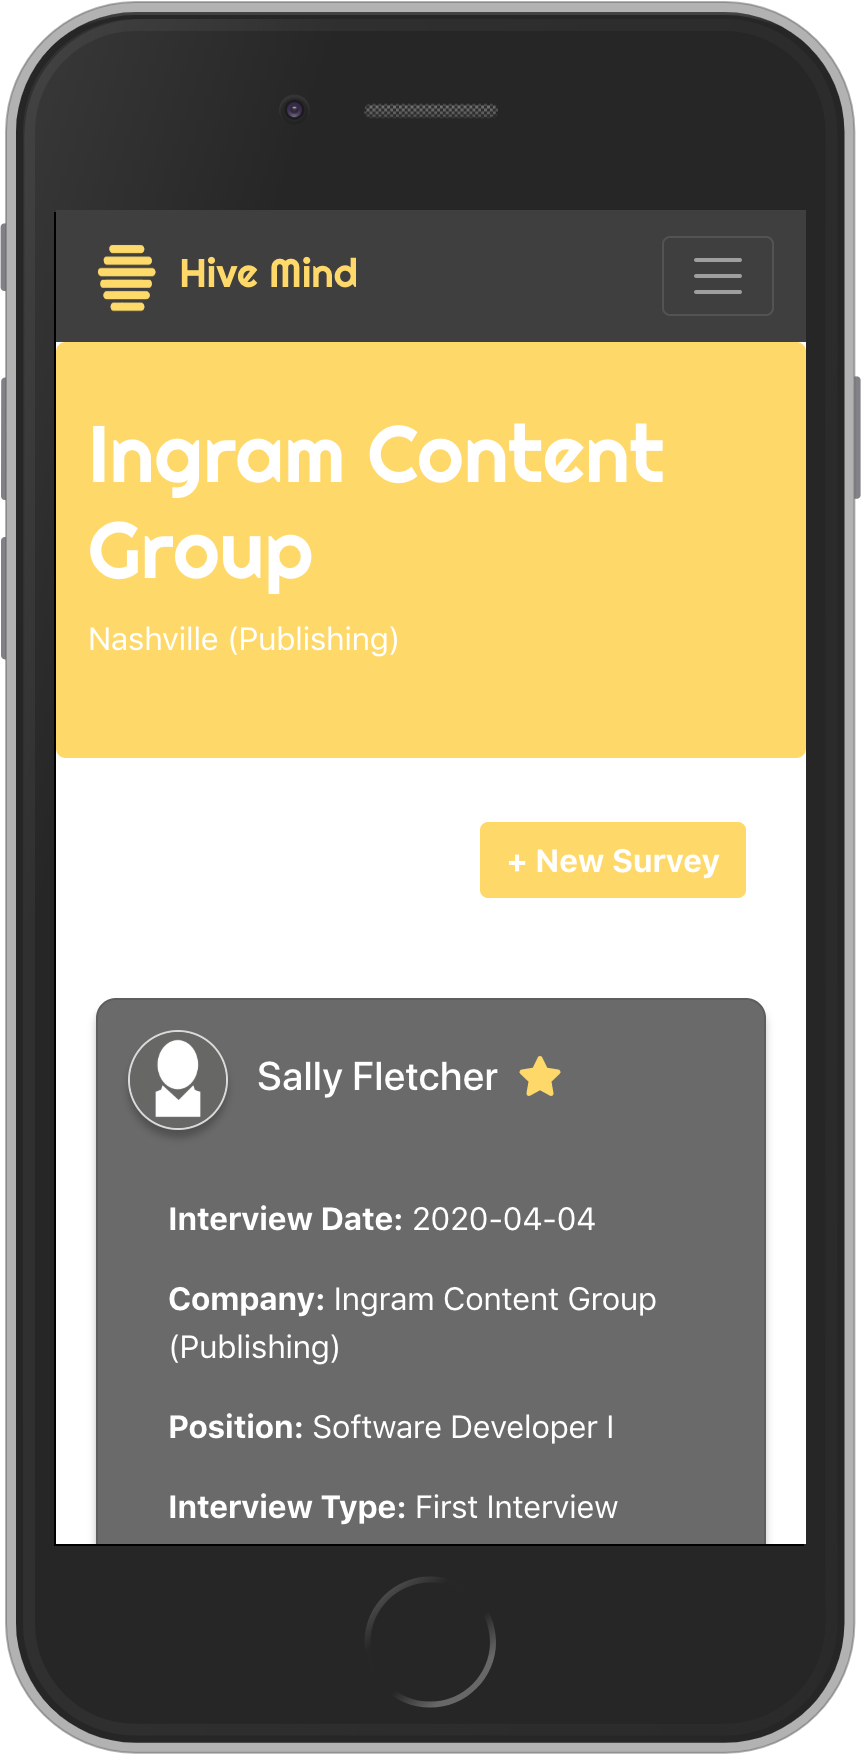 Hive Mind
Ingram Content
Group
Nashville (Publishing)
+ New Survey
Sally Fletcher
Interview Date: 2020-04-04
Company: Ingram Content Group
(Publishing)
Position: Software Developer I
Interview Type: First Interview